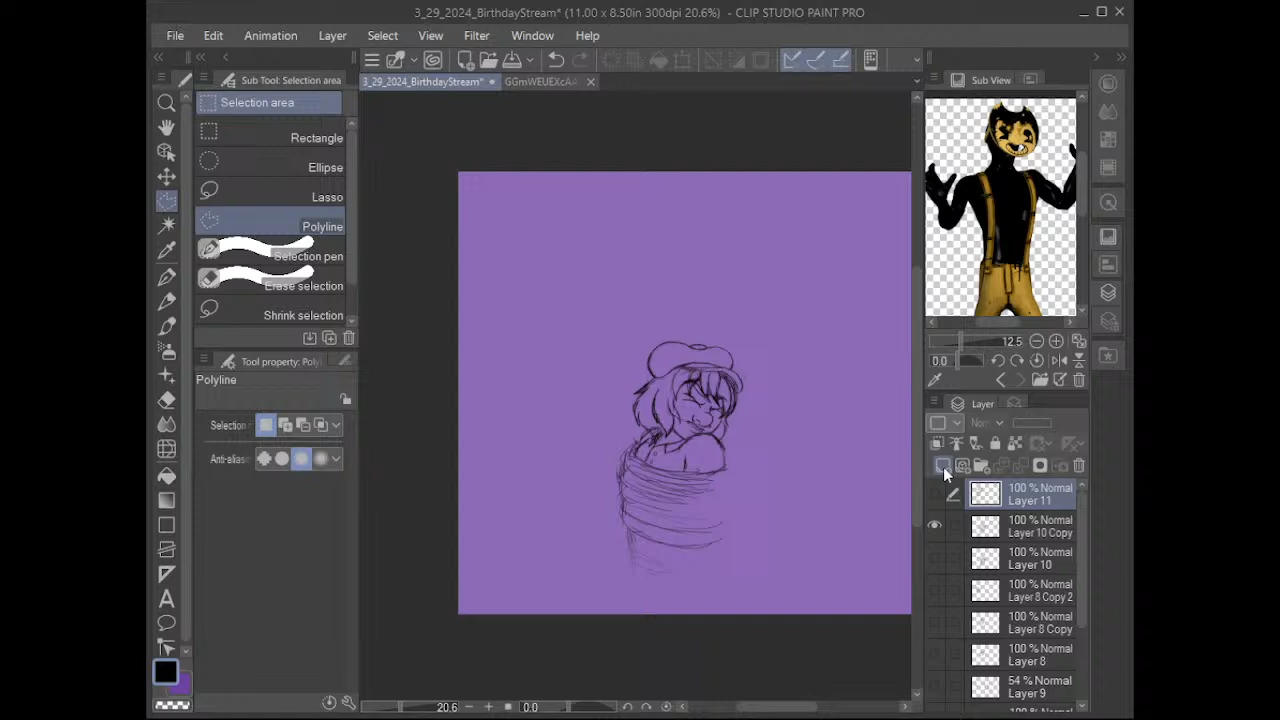 3_29_2024_BirthdayStream* (11.00 x 8.50in 300dpi 20.6%) - CLIP STUDIO PAINT PRO
File Edit Animation Layer Select View Filter Window Help
Sub Tool: Selection area
3_29_2024_BirthdayStream*
GGmWEUEXcAA
Sub View
Selection area
Rectangle
Ellipse
Lasso
Polyline
Selection pen
Erase selection
Shrink selection
Tool property: Poly
Polyline
Selection
Anti-alias
12.5
0.0
Layer
Nor
100 % Normal
Layer 11
100 % Normal
Layer 10 Copy
100 % Normal
Layer 10
100 % Normal
Layer 8 Copy 2
100 % Normal
Layer 8 Copy
100 % Normal
Layer 8
54 % Normal
Layer 9
20.6
0.0